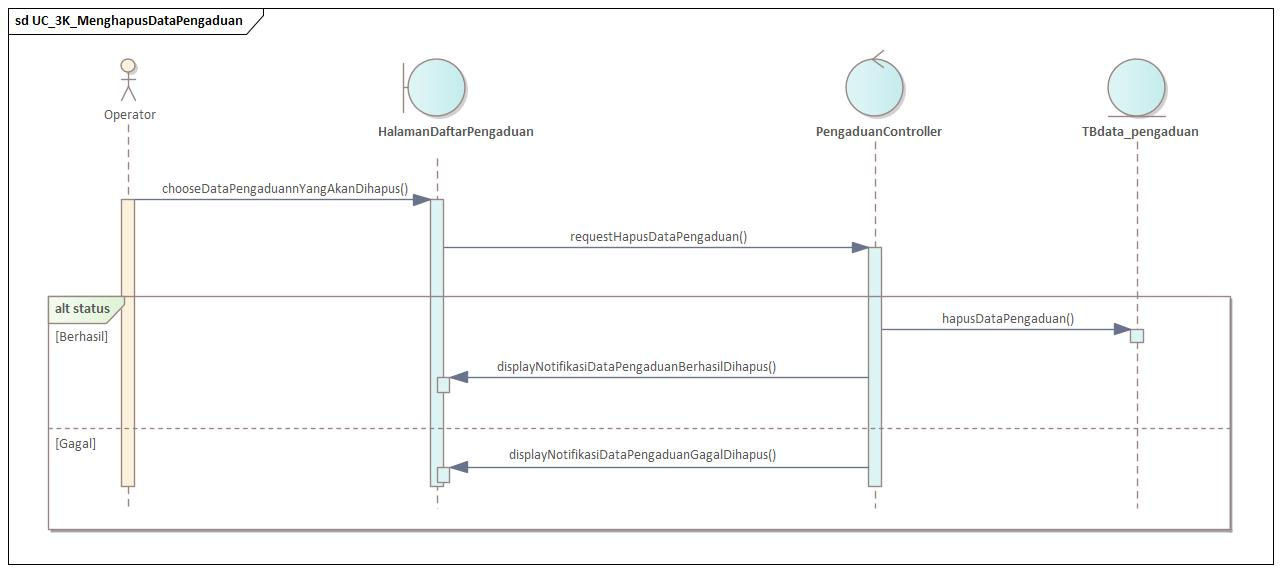 sd UC_3K_MenghapusDataPengaduan
Operator
HalamanDaftarPengaduan
PengaduanController
TBdata_pengaduan
chooseDataPengaduannYangAkanDihapus()
requestHapusDataPengaduan()
alt status
hapusDataPengaduan()
[Berhasil]
displayNotifikasiDataPengaduanBerhasilDihapus()
[Gagal]
displayNotifikasiDataPengaduanGagalDihapus()